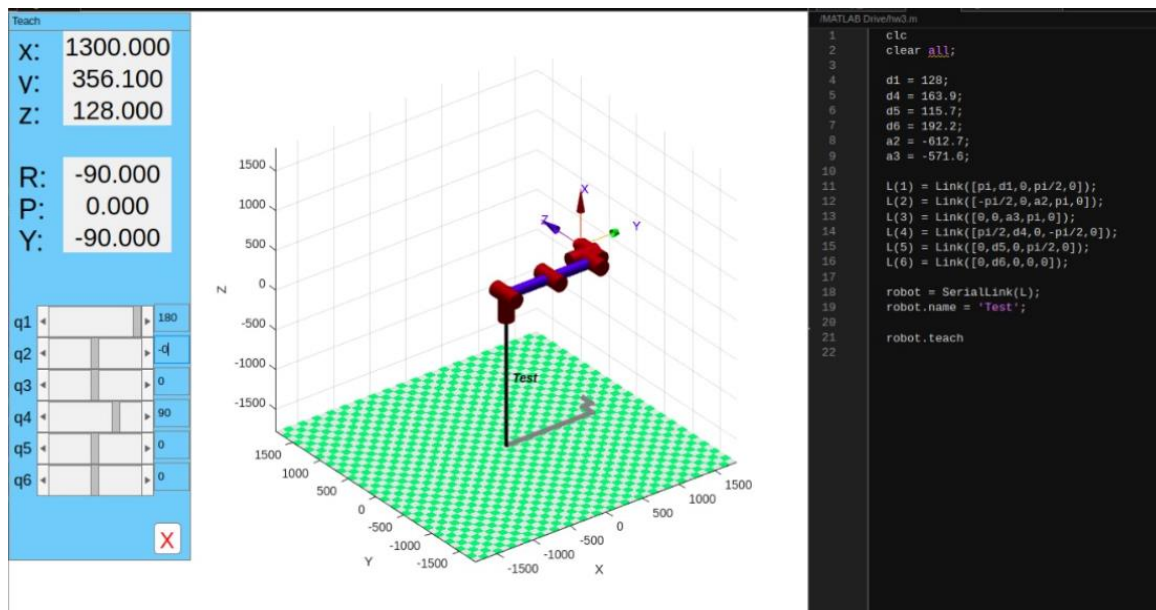 Teach
x: 1300.000
y: 356.100
z: 128.000
R: -90.000
P: 0.000
Y: -90.000
q1 180
q2 -0
q3 0
q4 90
q5 0
q6 0
X
Z
1500
1000
500
0
-500
-1000
-1500
X
Z
Y
Test
1500
1000
500
0
-500
-1000
-1500
Y
-1500
-1000
-500
0
500
1000
1500
X
/MATLAB Drive/hw3.m
1 clc
2 clear all;
3
4 d1 = 128;
5 d4 = 163.9;
6 d5 = 115.7;
7 d6 = 192.2;
8 a2 = -612.7;
9 a3 = -571.6;
10
11 L(1) = Link([pi,d1,0,pi/2,0]);
12 L(2) = Link([-pi/2,0,a2,pi,0]);
13 L(3) = Link([0,0,a3,pi,0]);
14 L(4) = Link([pi/2,d4,0,-pi/2,0]);
15 L(5) = Link([0,d5,0,pi/2,0]);
16 L(6) = Link([0,d6,0,0,0]);
17
18 robot = SerialLink(L);
19 robot.name = 'Test';
20
21 robot.teach
22